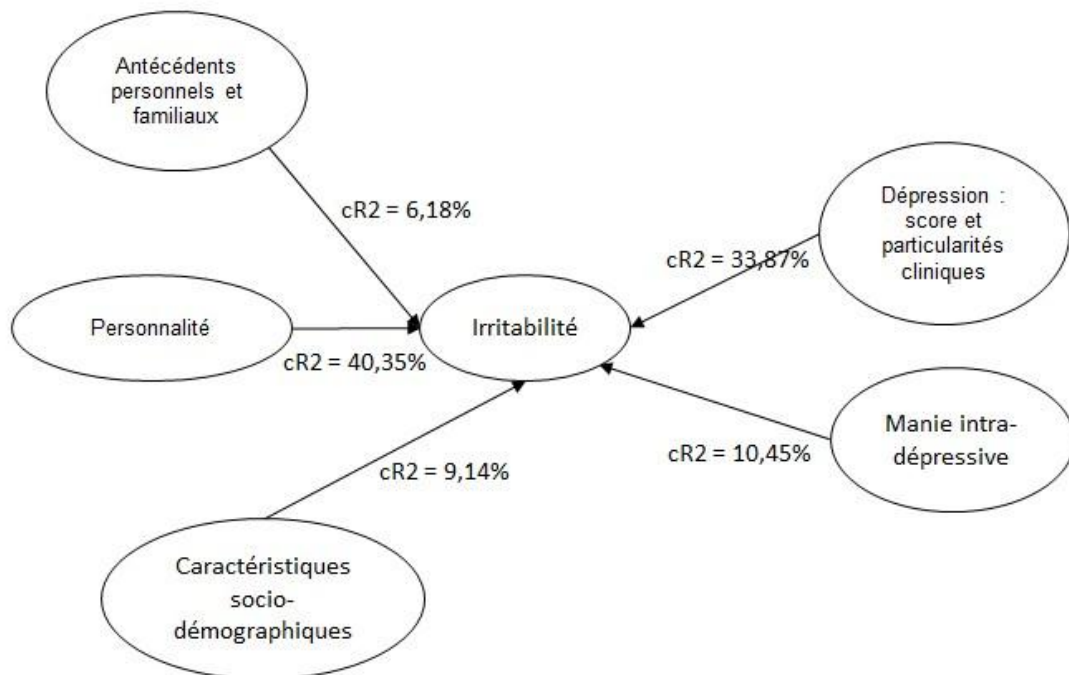 Antécédents
personnels et
familiaux
cR2 = 6,18%
Dépression :
score et
particularités
cliniques
cR2 = 33,87%
Personnalité
cR2 = 40,35%
Irritabilité
Manie intra-
dépressive
cR2 = 10,45%
cR2 = 9,14%
Caractéristiques
socio-
démographiques